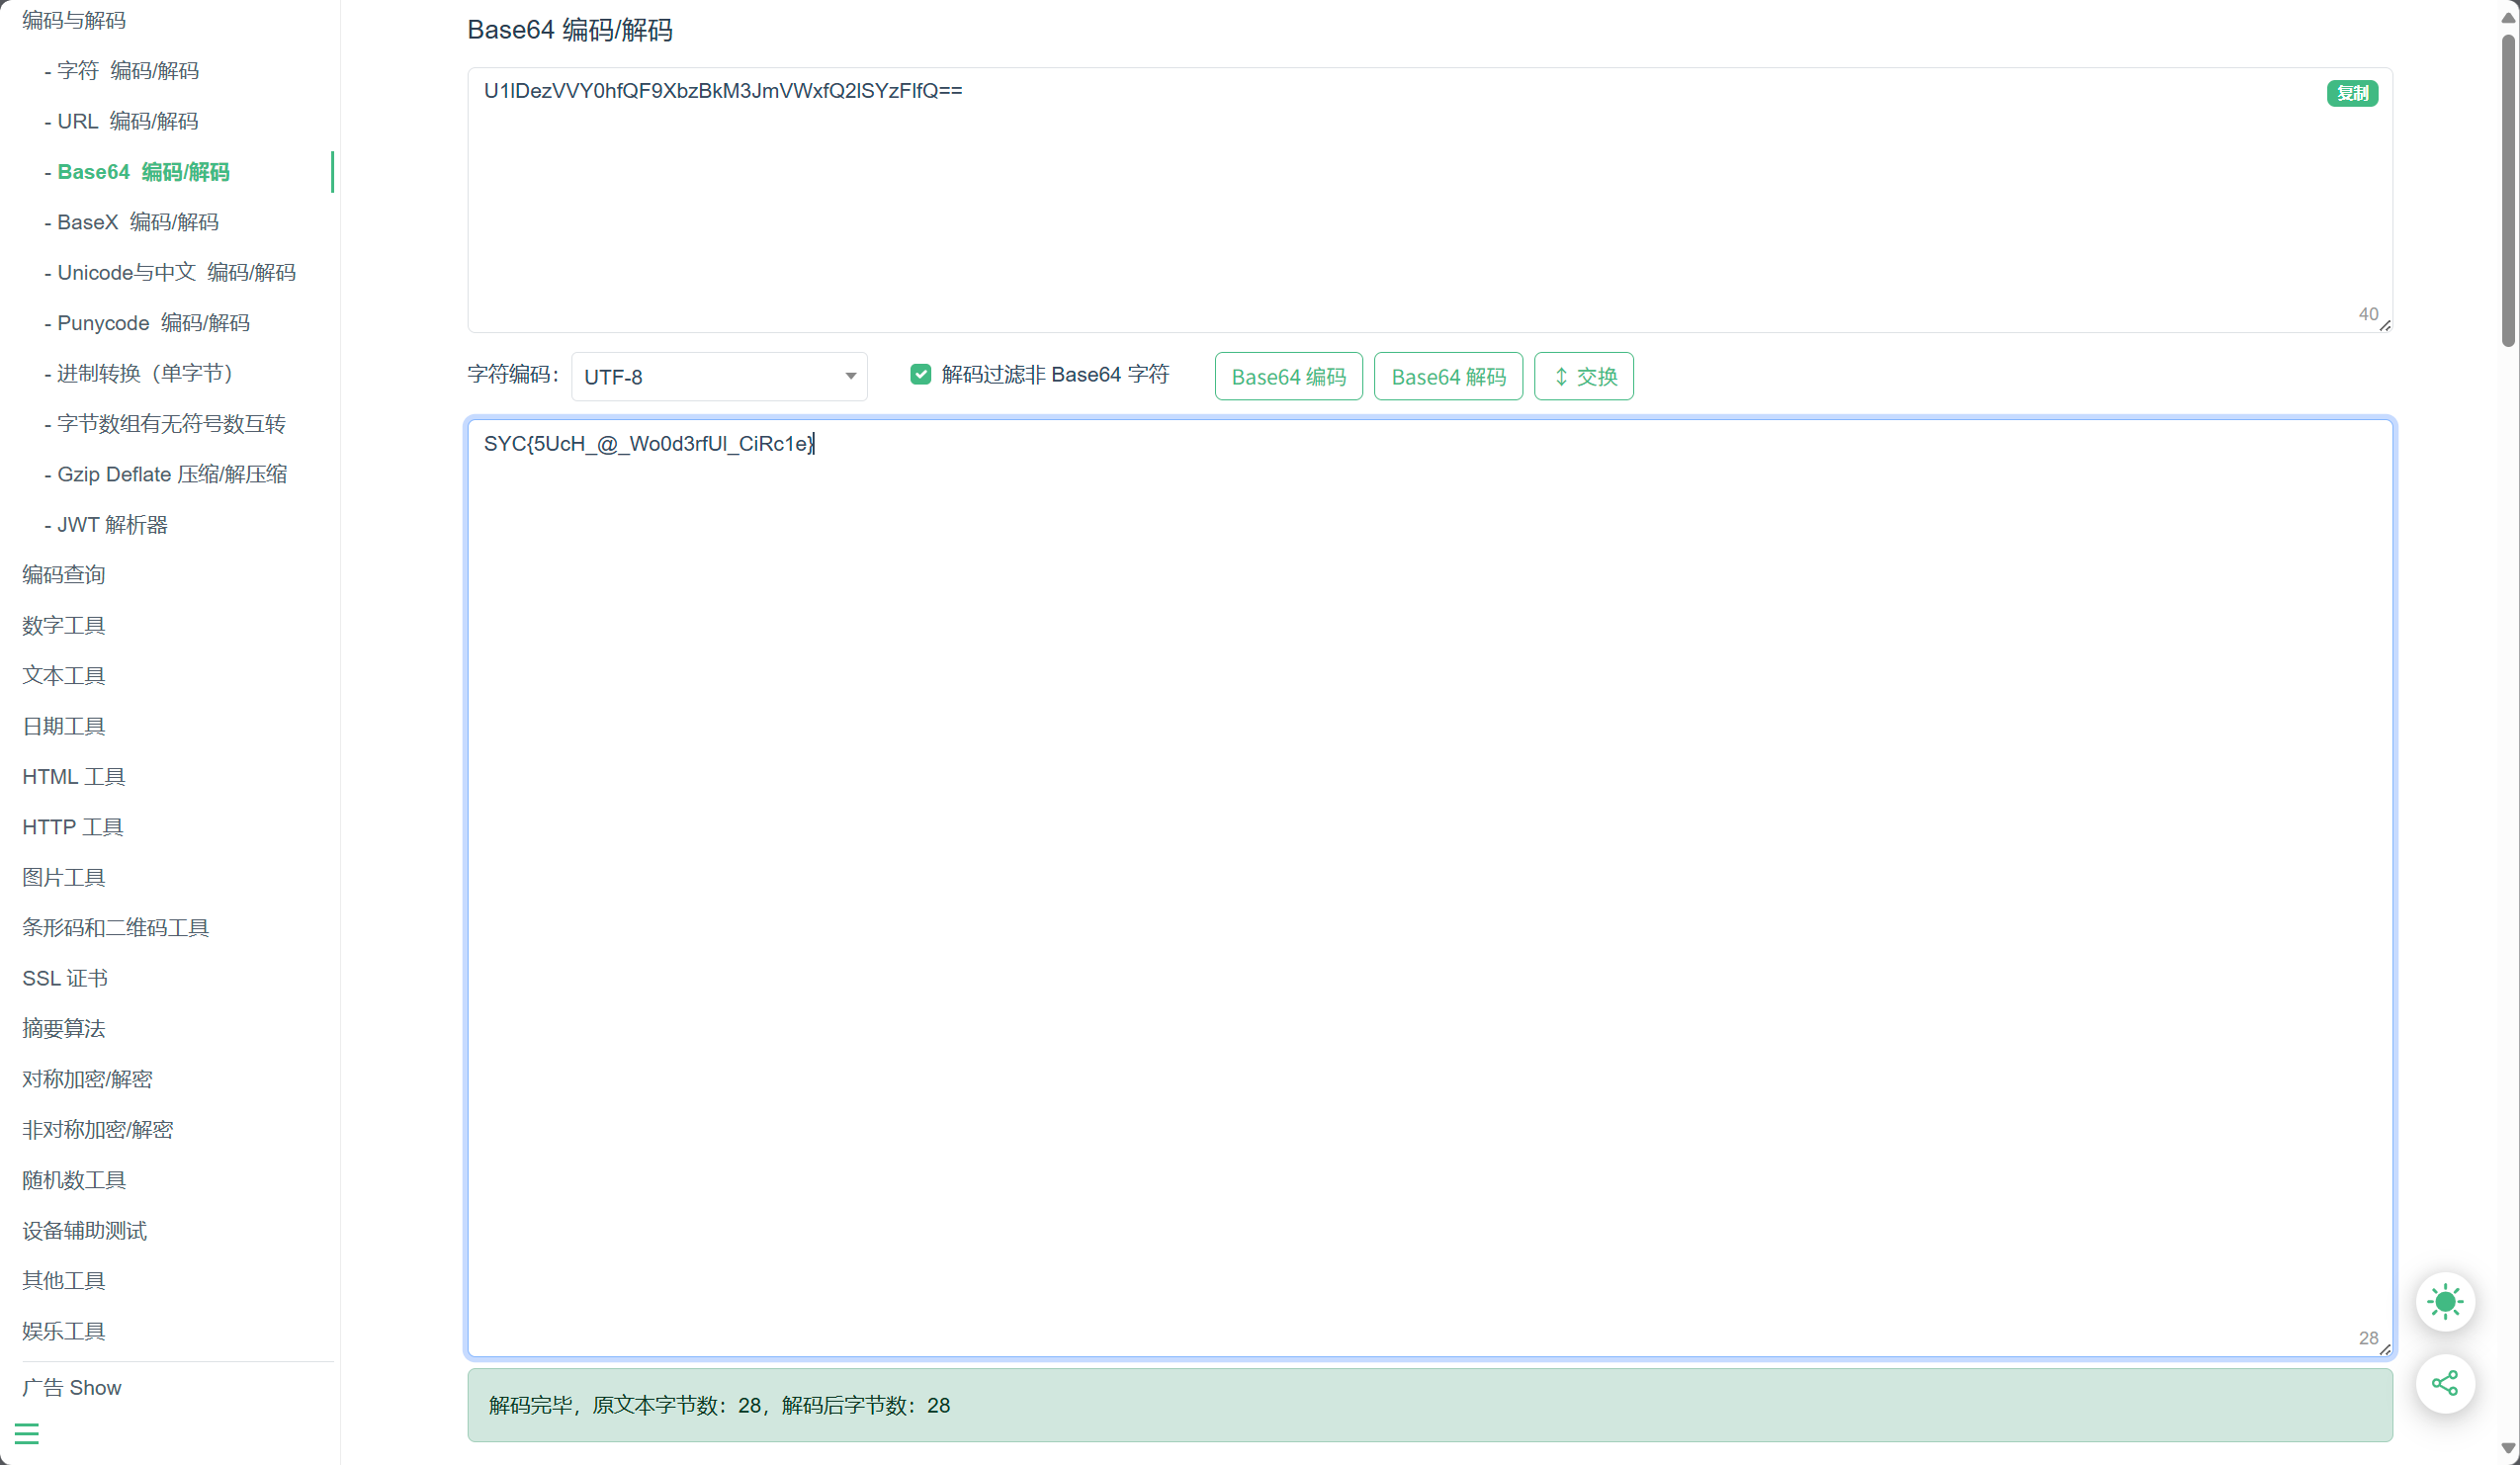 编码与解码
- 字符 编码/解码
- URL 编码/解码
- Base64 编码/解码
- BaseX 编码/解码
- Unicode与中文 编码/解码
- Punycode 编码/解码
- 进制转换（单字节）
- 字节数组有无符号数互转
- Gzip Deflate 压缩/解压缩
- JWT 解析器
编码查询
数字工具
文本工具
日期工具
HTML 工具
HTTP 工具
图片工具
条形码和二维码工具
SSL 证书
摘要算法
对称加密/解密
非对称加密/解密
随机数工具
设备辅助测试
其他工具
娱乐工具
广告 Show
Base64 编码/解码
U1lDezVVY0hfQF9XbzBkM3JmVWxfQ2lSYzFlfQ==
复制
40
字符编码： UTF-8 解码过滤非 Base64 字符 Base64 编码 Base64 解码 交换
SYC{5UcH_@_Wo0d3rfUl_CiRc1e}
28
解码完毕，原文本字节数：28，解码后字节数：28